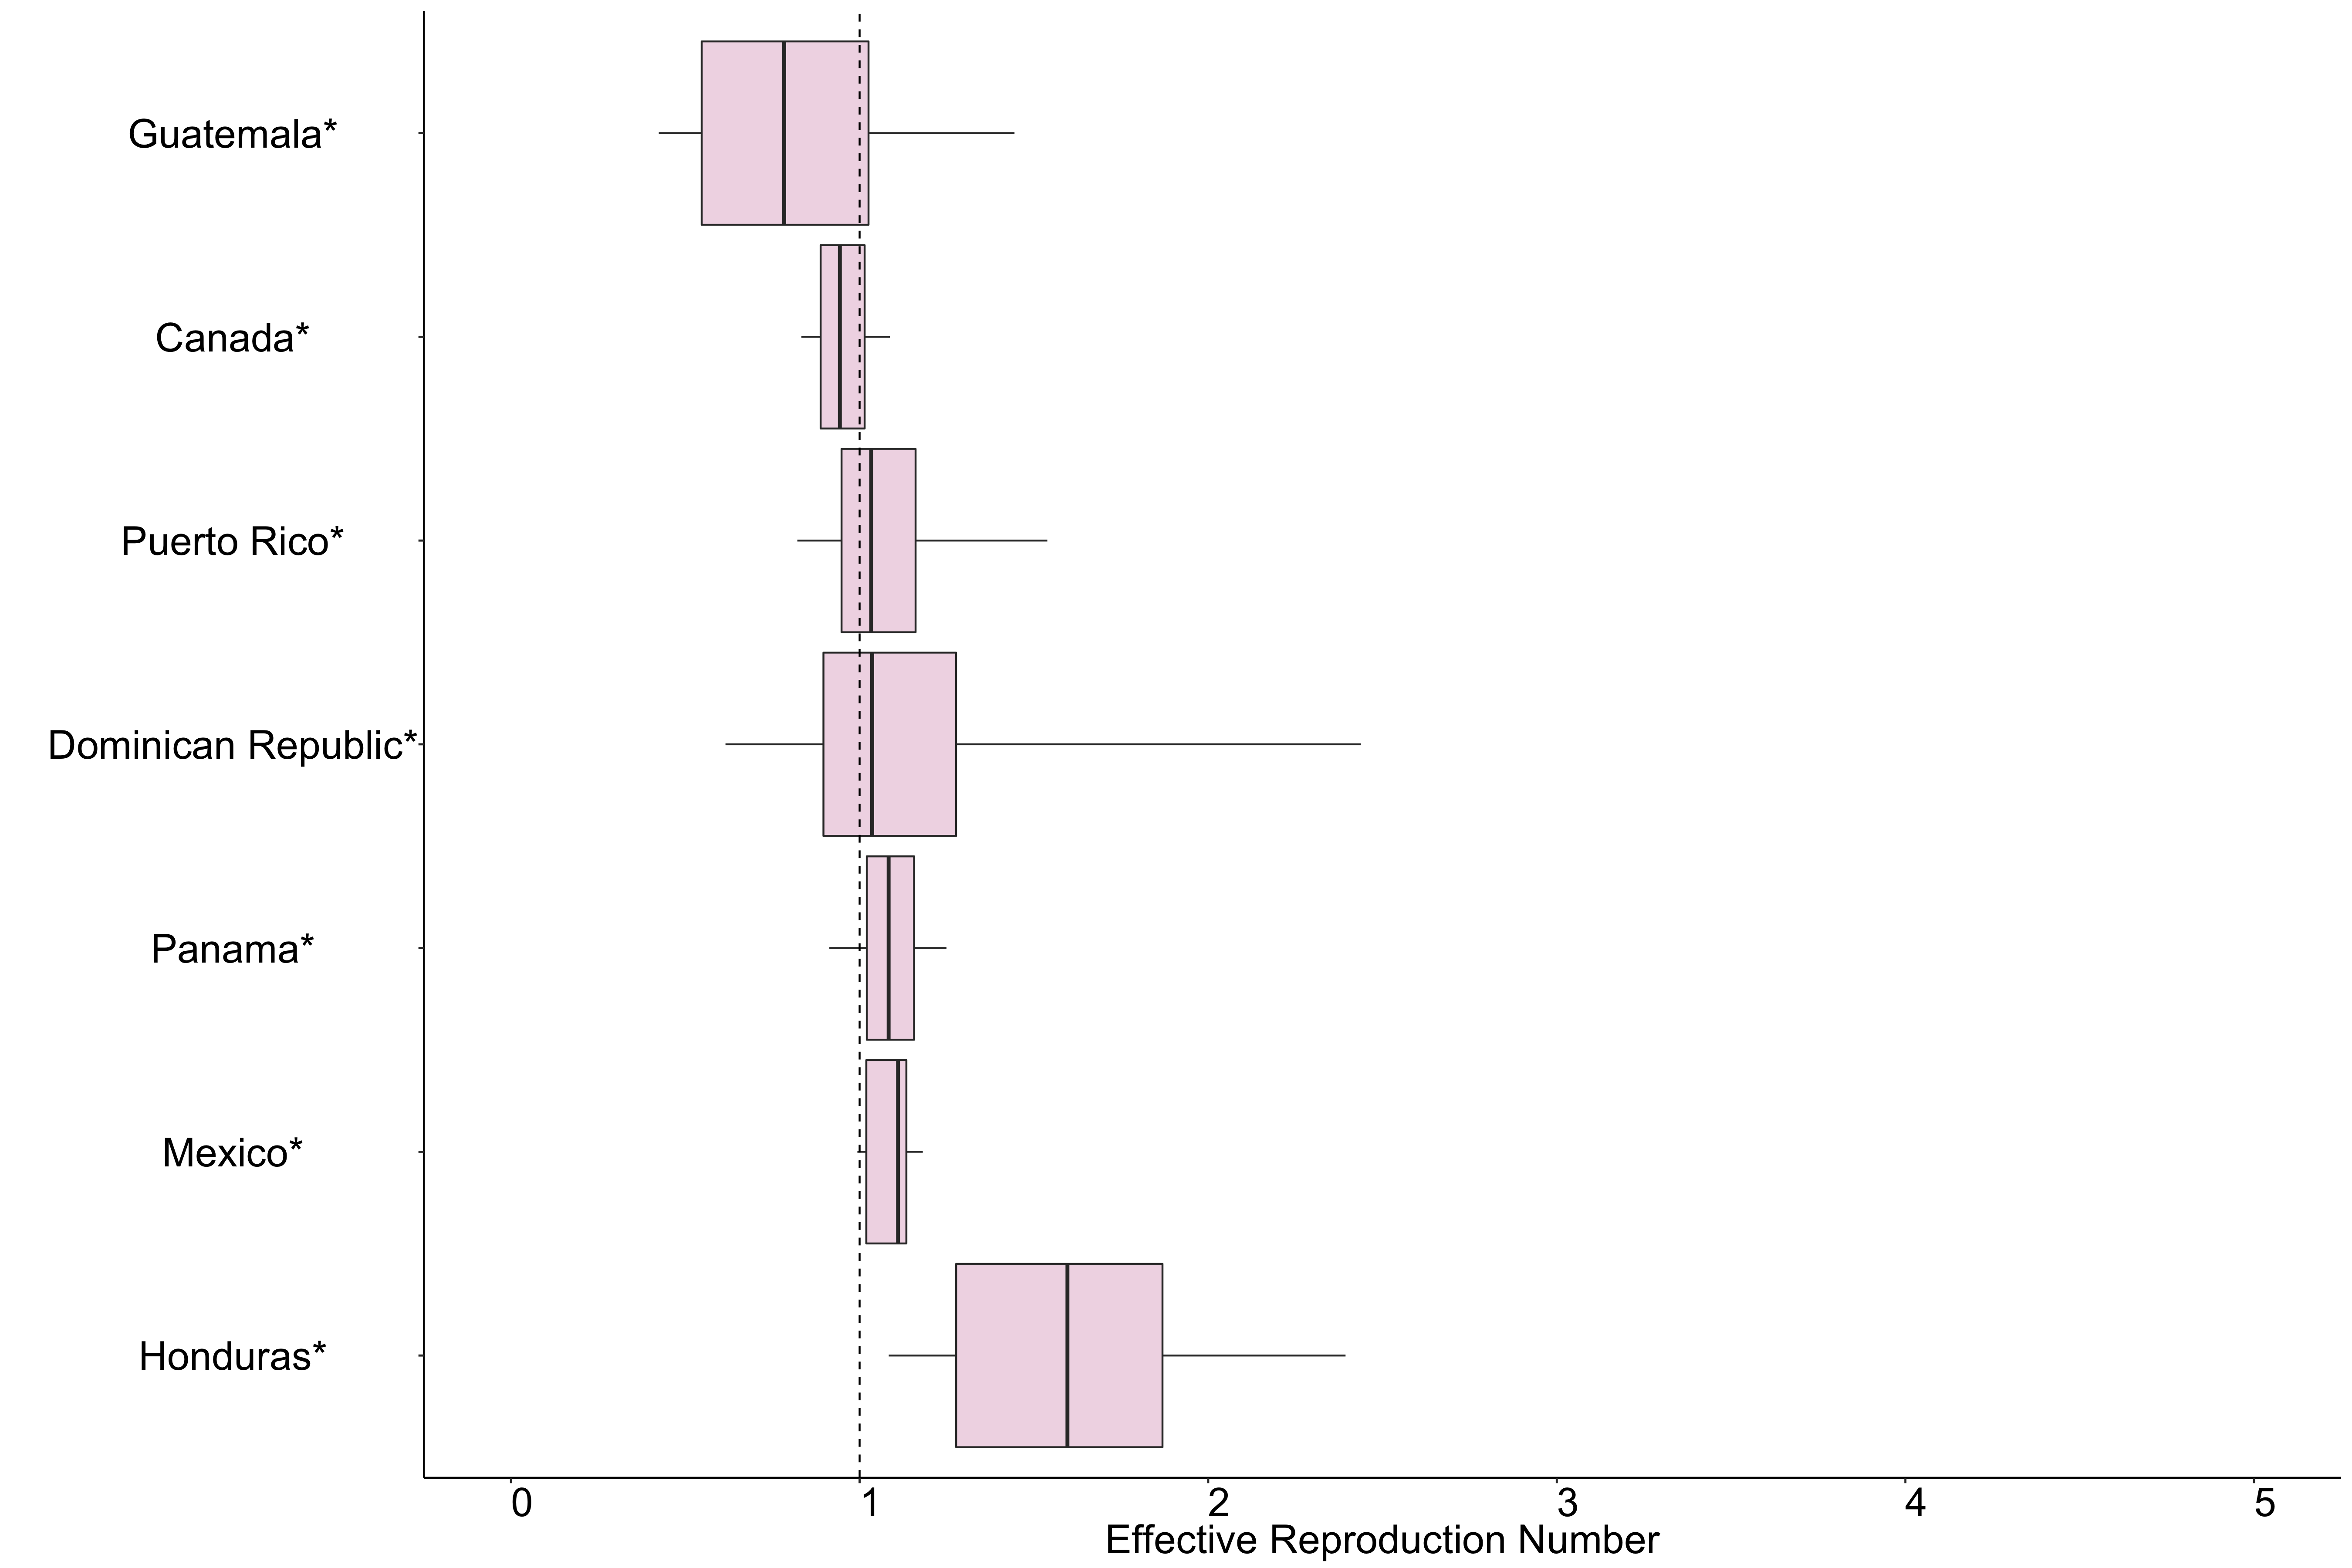 Guatemala*
Canada*
Puerto Rico*
Dominican Republic*
Panama*
Mexico*
Honduras*
0 1 2 3 4 5
Effective Reproduction Number